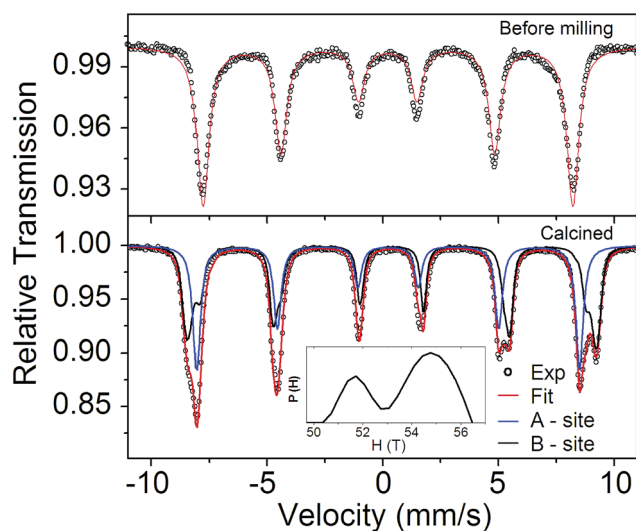 Before milling
0.99
0.96
0.93
Relative Transmission
Calcined
1.00
0.95
0.90
0.85
P (H)
50 52 54 56
H (T)
Exp
Fit
A - site
B - site
-10 -5 0 5 10
Velocity (mm/s)